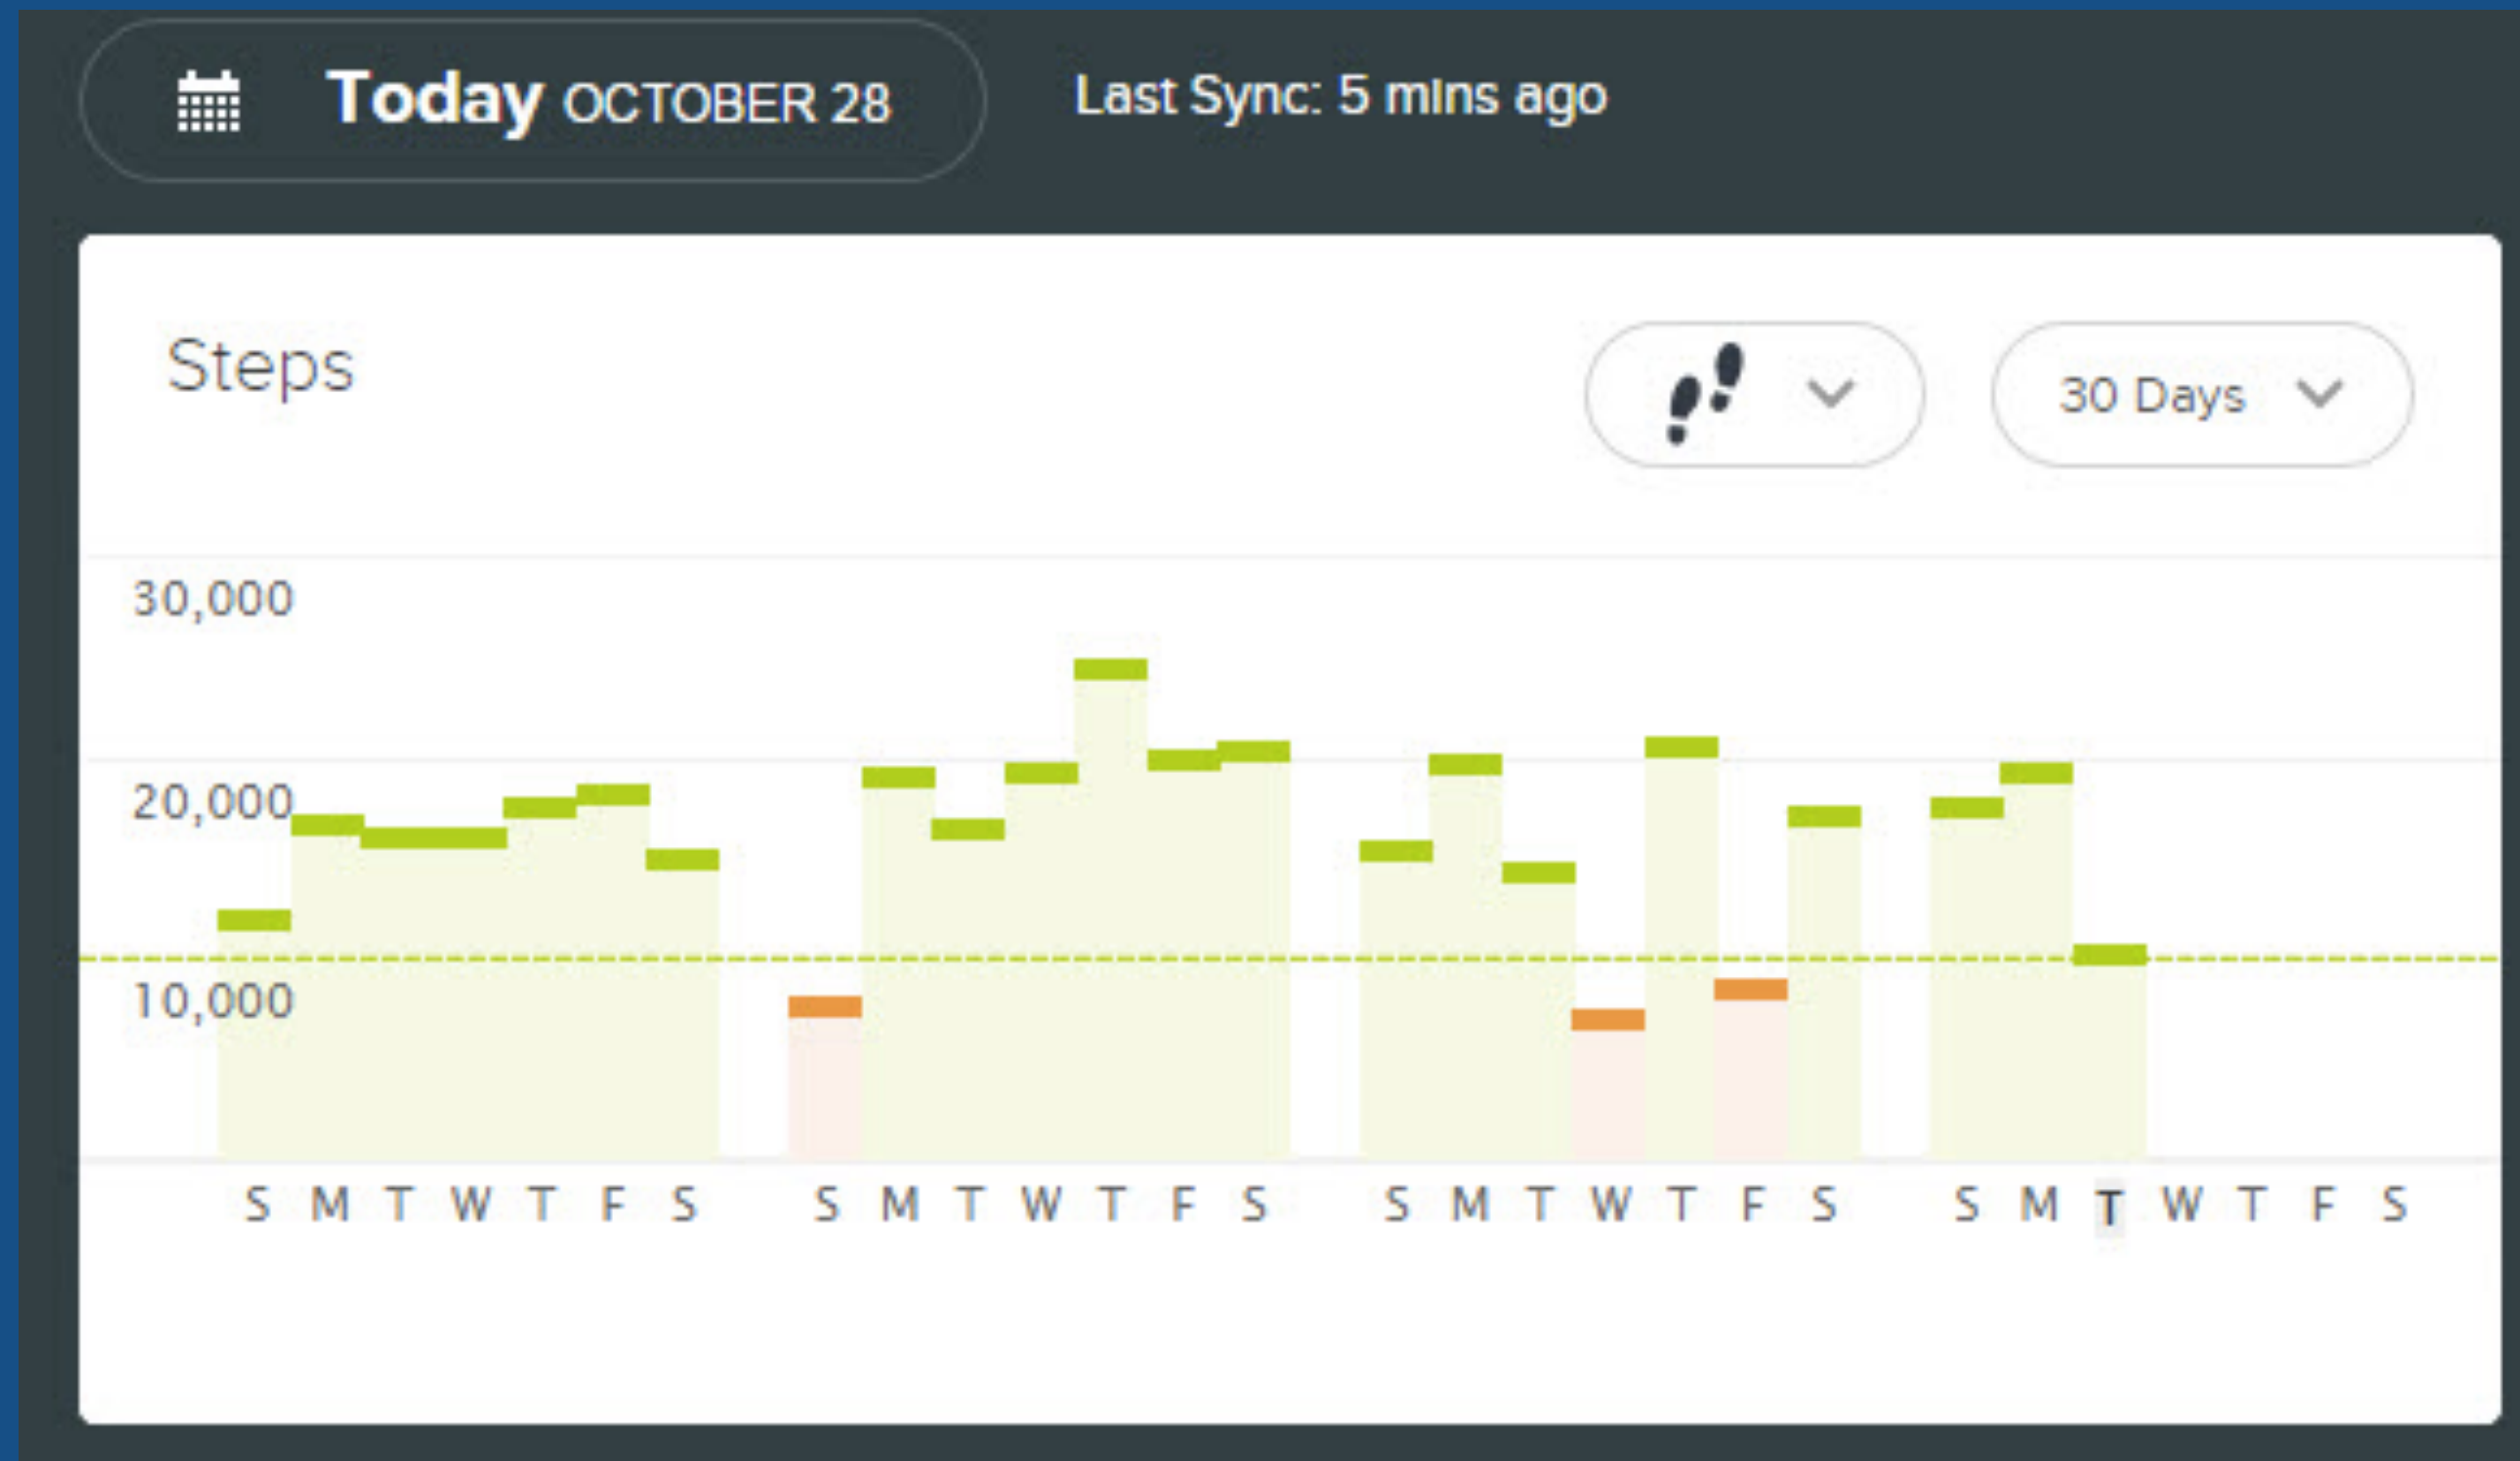 Today OCTOBER 28 Last Sync: 5 mins ago
Steps 30 Days
30,000
20,000
10,000
S M T W T F S S M T W T F S S M T W T F S S M T W T F S